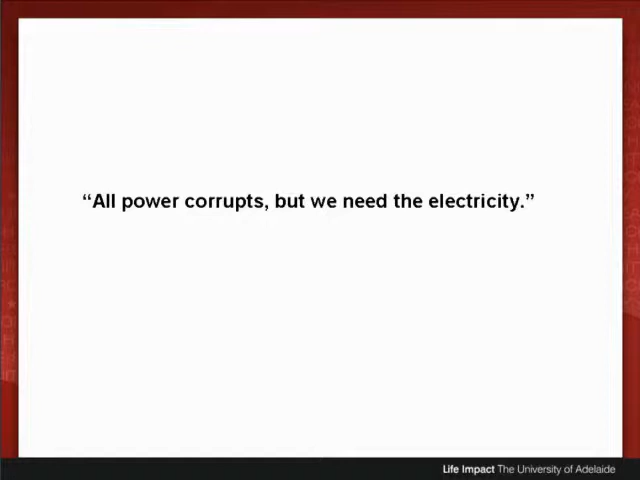 “All power corrupts, but we need the electricity.”
Life Impact The University of Adelaide